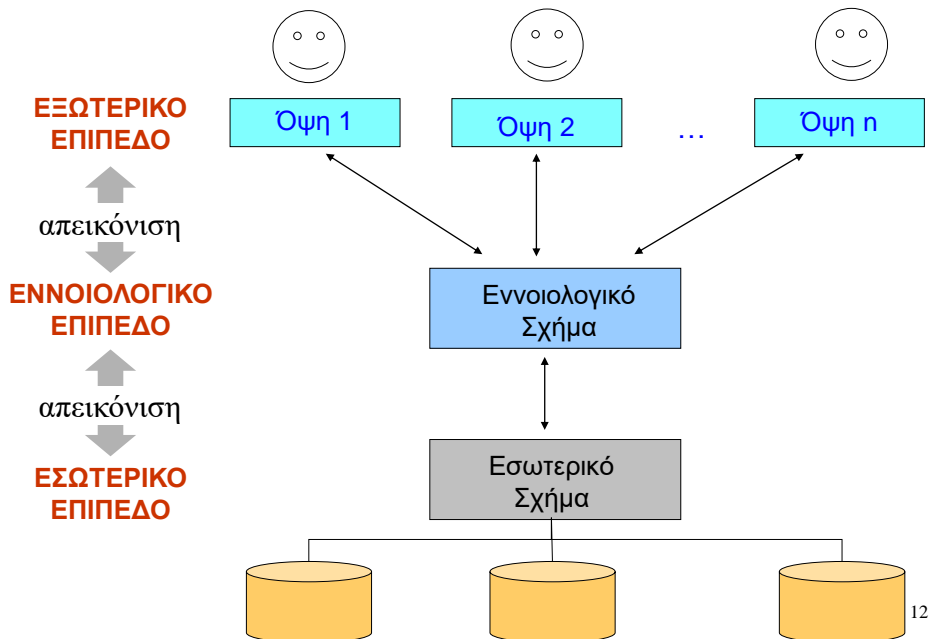 ΕΞΩΤΕΡΙΚΟ
ΕΠΙΠΕΔΟ
Όψη 1
Όψη 2
...
Όψη n
απεικόνιση
ΕΝΝΟΙΟΛΟΓΙΚΟ
ΕΠΙΠΕΔΟ
Εννοιολογικό
Σχήμα
απεικόνιση
ΕΣΩΤΕΡΙΚΟ
ΕΠΙΠΕΔΟ
Εσωτερικό
Σχήμα
12